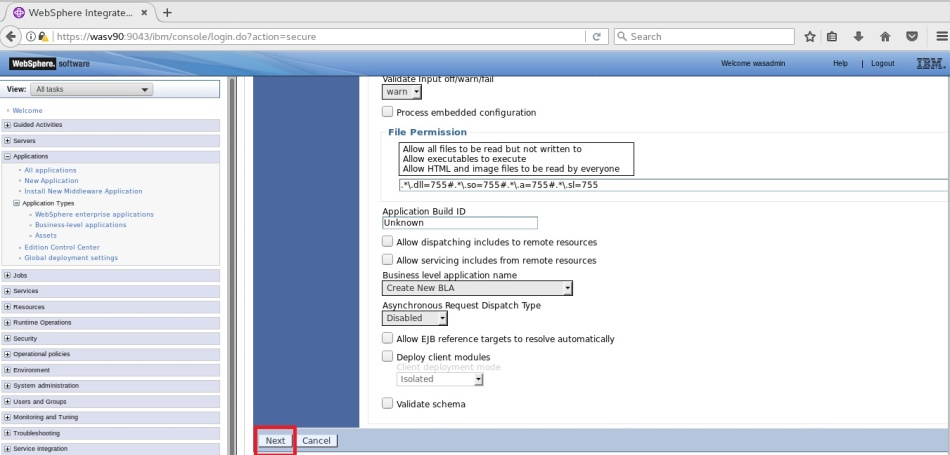 WebSphere Integrate...
https://wasv90:9043/ibm/console/login.do?action=secure
Search
WebSphere. software
Welcome wasadmin
Help | Logout
IBM.
View: All tasks
Welcome
Guided Activities
Servers
Applications
All applications
New Application
Install New Middleware Application
Application Types
WebSphere enterprise applications
Business-level applications
Assets
Edition Control Center
Global deployment settings
Jobs
Services
Resources
Runtime Operations
Security
Operational policies
Environment
System administration
Users and Groups
Monitoring and Tuning
Troubleshooting
Service integration
Validate Input off/warn/fail
warn
Process embedded configuration
File Permission
Allow all files to be read but not written to
Allow executables to execute
Allow HTML and image files to be read by everyone
.*\.dll=755#.*\.so=755#.*\.a=755#.*\.sl=755
Application Build ID
Unknown
Allow dispatching includes to remote resources
Allow servicing includes from remote resources
Business level application name
Create New BLA
Asynchronous Request Dispatch Type
Disabled
Allow EJB reference targets to resolve automatically
Deploy client modules
Client deployment mode
Isolated
Validate schema
Next
Cancel